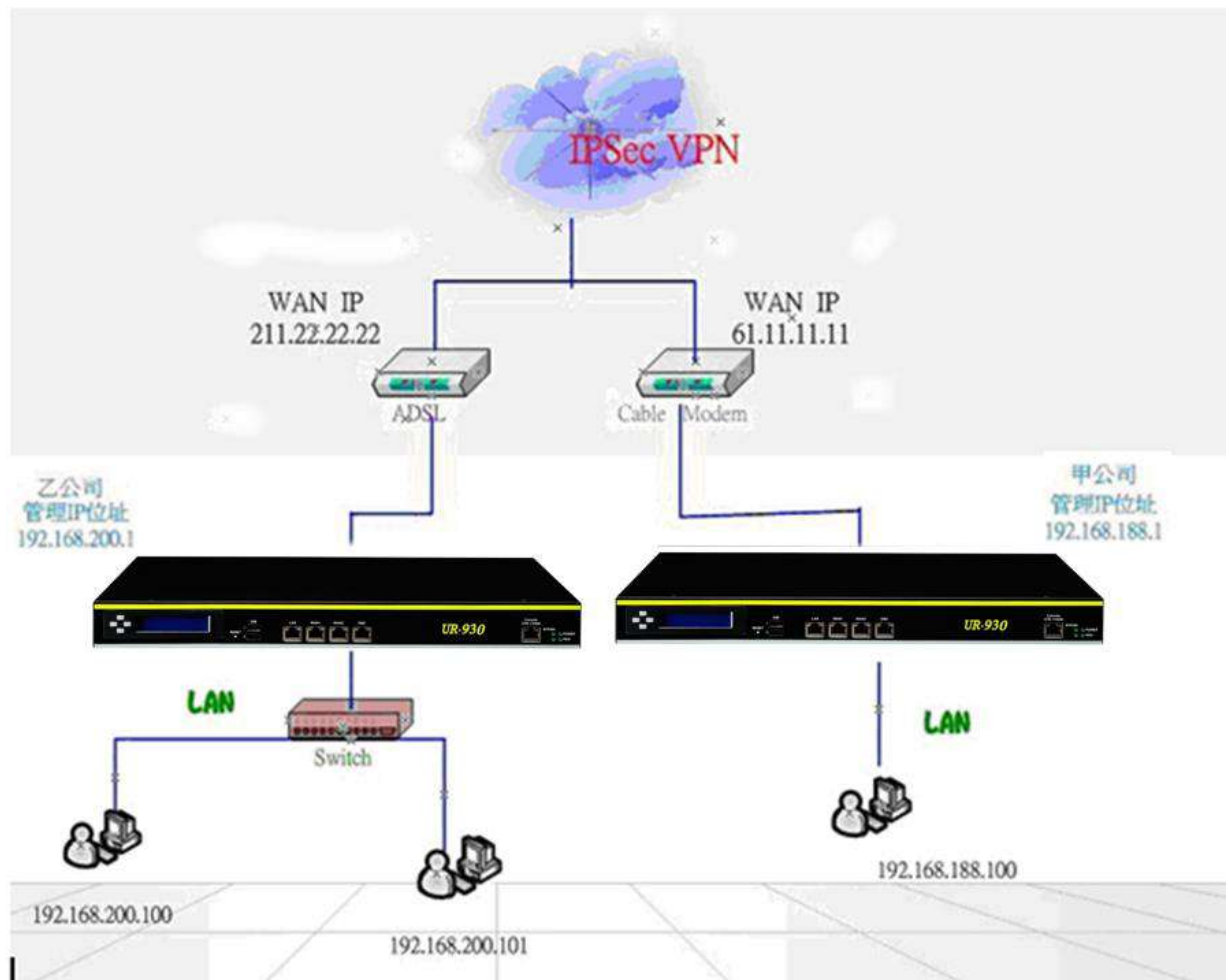 IPSec VPN
WAN IP
211.22.22.22
WAN IP
61.11.11.11
ADSL
Cable Modem
乙公司
管理IP位址
192.168.200.1
甲公司
管理IP位址
192.168.188.1
UR-930
UR-930
LAN
Switch
LAN
192.168.200.100
192.168.200.101
192.168.188.100